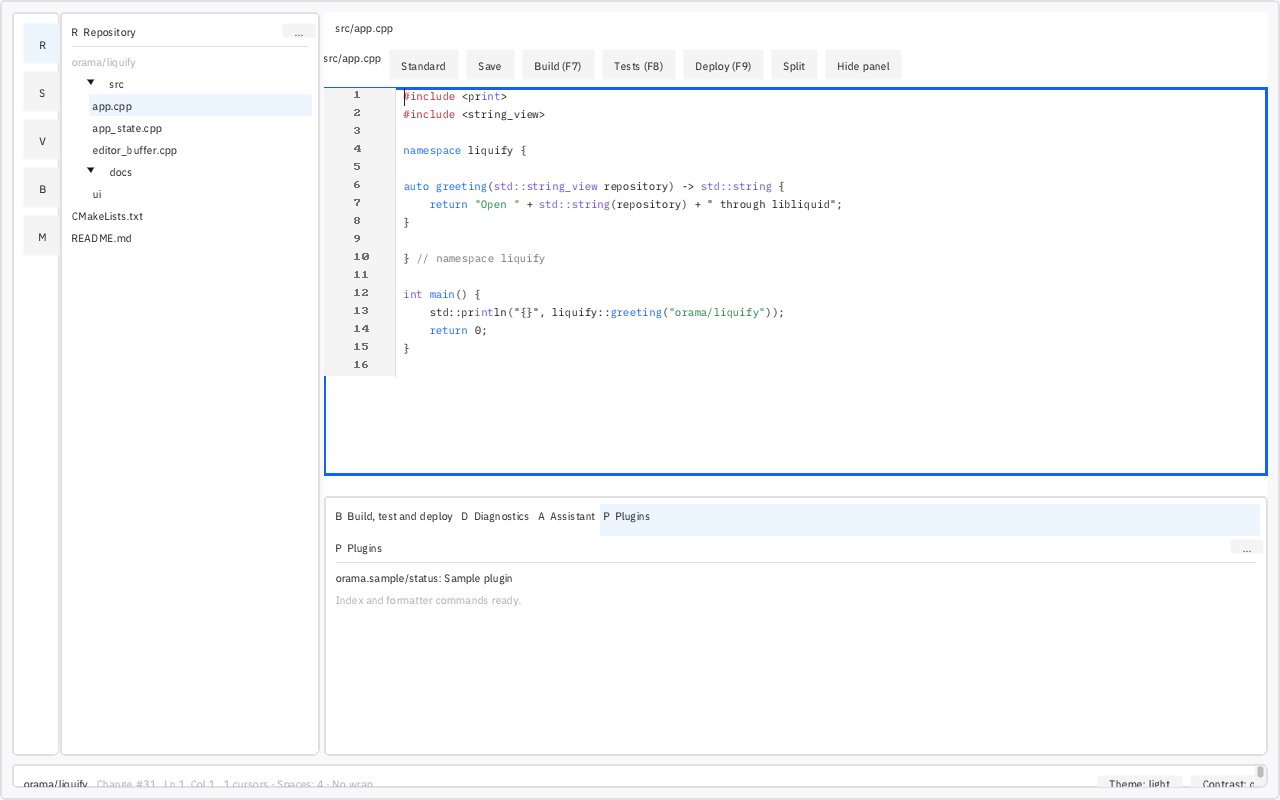 R
S
V
B
M
R Repository
...
orama/liquify
src
app.cpp
app_state.cpp
editor_buffer.cpp
docs
ui
CMakeLists.txt
README.md
src/app.cpp
src/app.cpp Standard Save Build (F7) Tests (F8) Deploy (F9) Split Hide panel
1 #include <print>
2 #include <string_view>
3
4 namespace liquify {
5
6 auto greeting(std::string_view repository) -> std::string {
7     return "Open " + std::string(repository) + " through libliquid";
8 }
9
10 } // namespace liquify
11
12 int main() {
13     std::println("{}", liquify::greeting("orama/liquify"));
14     return 0;
15 }
16
B Build, test and deploy D Diagnostics A Assistant P Plugins
P Plugins ...
orama.sample/status: Sample plugin
Index and formatter commands ready.
orama/liquify Change #31 Ln 1, Col 1 1 cursors · Spaces: 4 · No wrap Theme: light Contrast: